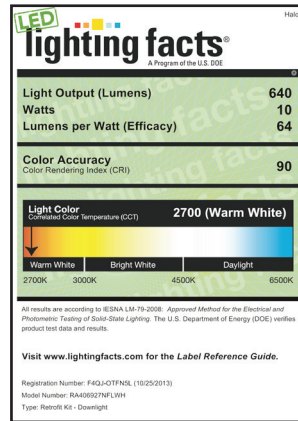 Halo
LED
lighting facts®
A Program of the U.S. DOE
Light Output (Lumens) 640
Watts 10
Lumens per Watt (Efficacy) 64
Color Accuracy 90
Color Rendering Index (CRI)
Light Color
Correlated Color Temperature (CCT) 2700 (Warm White)
Warm White Bright White Daylight
2700K 3000K 4500K 6500K
All results are according to IESNA LM-79-2008: Approved Method for the Electrical and
Photometric Testing of Solid-State Lighting. The U.S. Department of Energy (DOE) verifies
product test data and results.
Visit www.lightingfacts.com for the Label Reference Guide.
Registration Number: F4QJ-OTFN5L (10/25/2013)
Model Number: RA406927NFLWH
Type: Retrofit Kit - Downlight